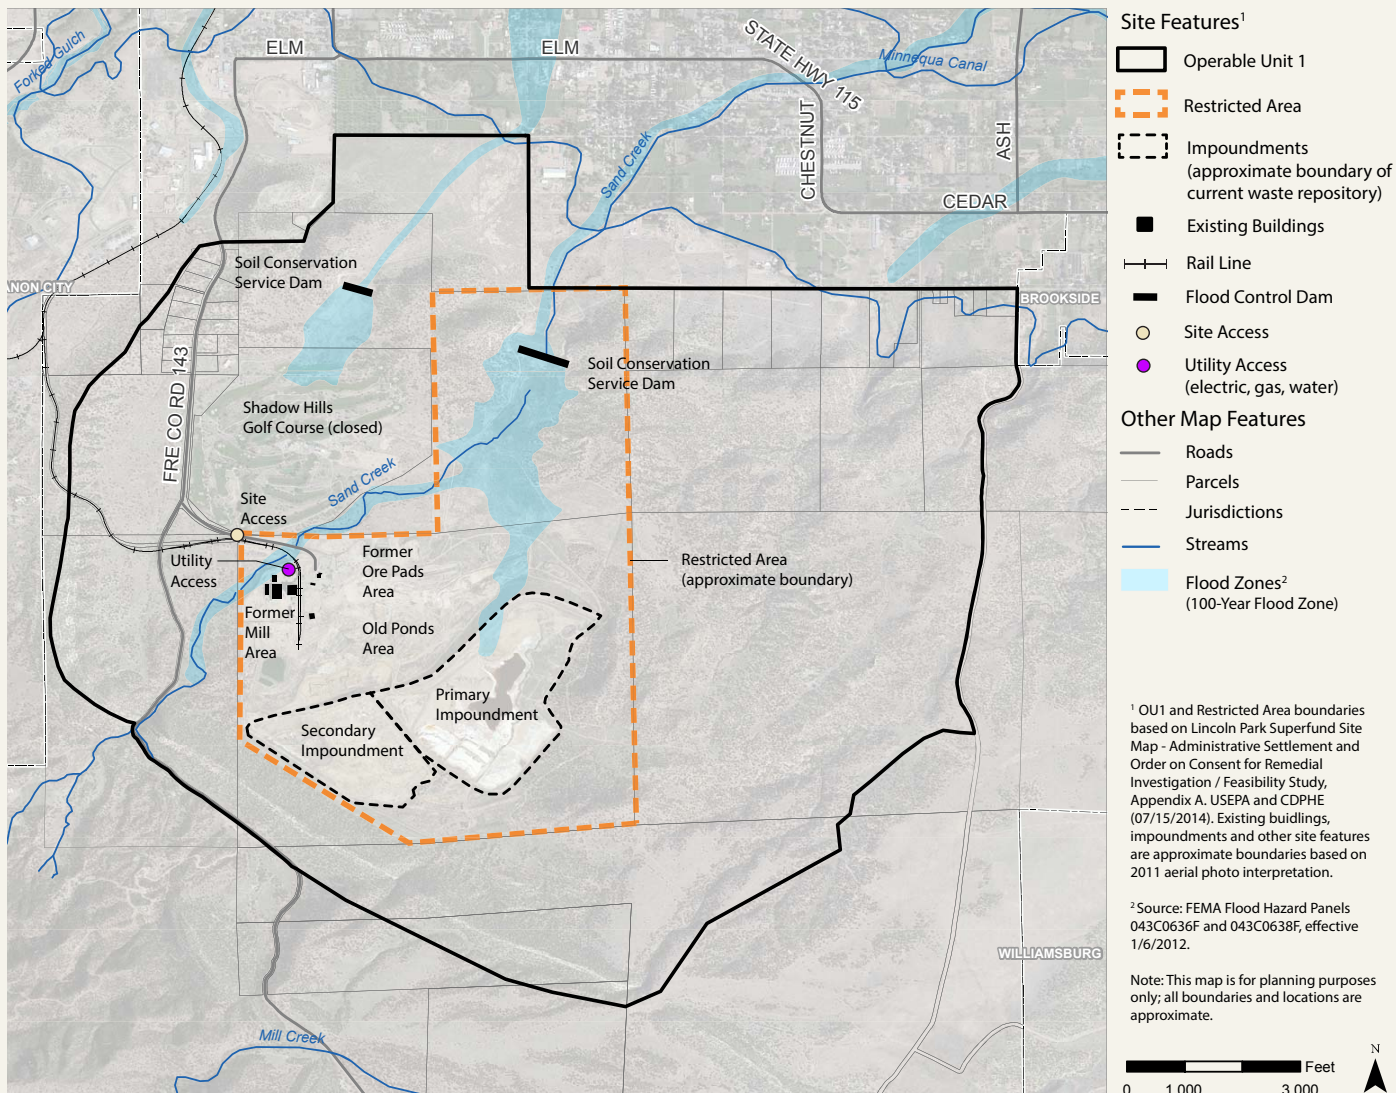 Forked Gulch
ELM
ELM
STATE HWY 115
Minnequa Canal
CHESTNUT
ASH
Sand Creek
CEDAR
Soil Conservation
Service Dam
ANON CITY
BROOKSIDE
FRE CO RD 143
Soil Conservation
Service Dam
Shadow Hills
Golf Course (closed)
Sand Creek
Site
Access
Utility
Access
Former
Ore Pads
Area
Restricted Area
(approximate boundary)
Former
Mill
Area
Old Ponds
Area
Primary
Impoundment
Secondary
Impoundment
WILLIAMSBURG
Mill Creek
Site Features1
Operable Unit 1
Restricted Area
Impoundments
(approximate boundary of
current waste repository)
Existing Buildings
Rail Line
Flood Control Dam
Site Access
Utility Access
(electric, gas, water)
Other Map Features
Roads
Parcels
Jurisdictions
Streams
Flood Zones2
(100-Year Flood Zone)
1 OU1 and Restricted Area boundaries
based on Lincoln Park Superfund Site
Map - Administrative Settlement and
Order on Consent for Remedial
Investigation / Feasibility Study,
Appendix A. USEPA and CDPHE
(07/15/2014). Existing buidlings,
impoundments and other site features
are approximate boundaries based on
2011 aerial photo interpretation.
2 Source: FEMA Flood Hazard Panels
043C0636F and 043C0638F, effective
1/6/2012.
Note: This map is for planning purposes
only; all boundaries and locations are
approximate.
N
Feet
0 1,000 3,000